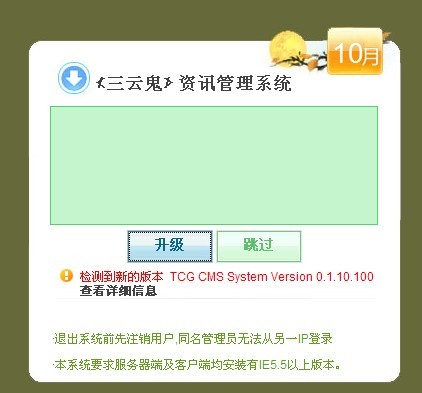 10月
《三云鬼》资讯管理系统
升级 跳过
检测到新的版本 TCG CMS System Version 0.1.10.100
查看详细信息
·退出系统前先注销用户,同名管理员无法从另一IP登录
·本系统要求服务器端及客户端均安装有IE5.5以上版本。